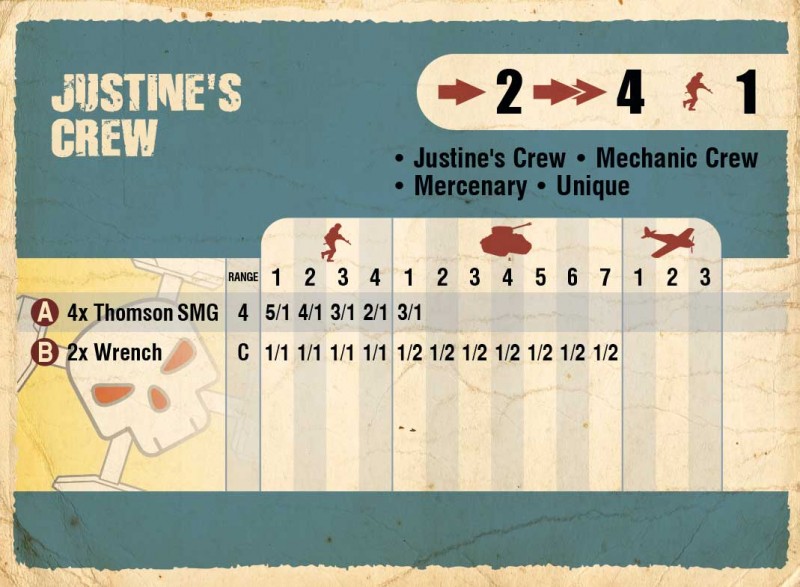 JUSTINE'S
CREW
2 4 1
• Justine's Crew • Mechanic Crew
• Mercenary • Unique
RANGE 1 2 3 4 1 2 3 4 5 6 7 1 2 3
A 4x Thomson SMG 4 5/1 4/1 3/1 2/1 3/1
B 2x Wrench C 1/1 1/1 1/1 1/1 1/2 1/2 1/2 1/2 1/2 1/2 1/2